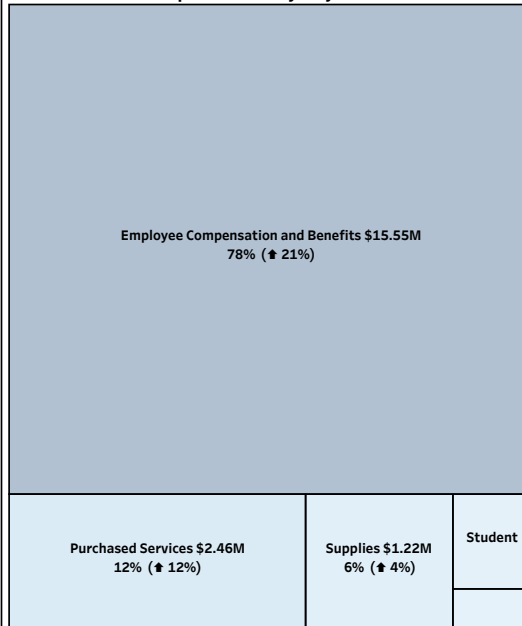 Employee Compensation and Benefits $15.55M
78% (⬆ 21%)
Purchased Services $2.46M
12% (⬆ 12%)
Supplies $1.22M
6% (⬆ 4%)
Student